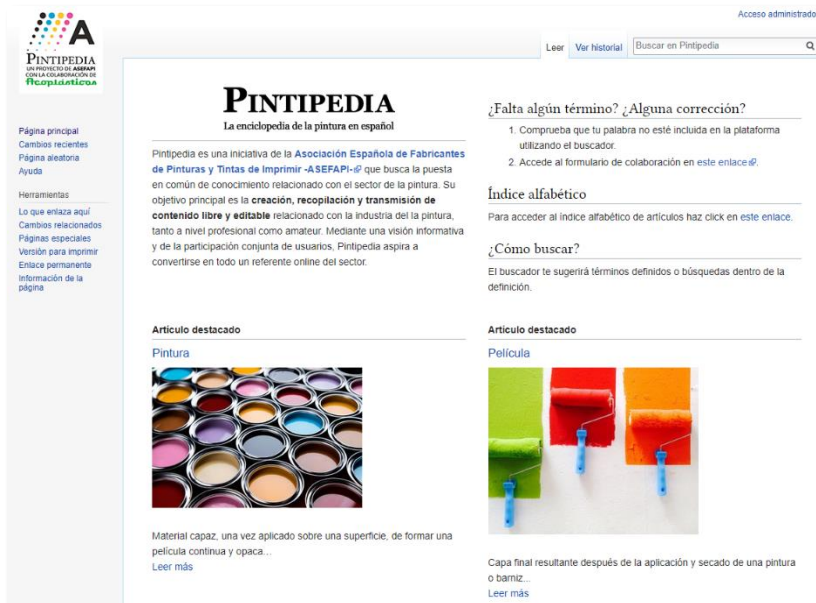 Acceso administrado
A
PINTIPEDIA
UN PROYECTO DE ASEFAPI
CON LA COLABORACIÓN DE
Acoplásticos
Leer
Ver historial
Buscar en Pintipedia
Página principal
Cambios recientes
Página aleatoria
Ayuda
Herramientas
Lo que enlaza aquí
Cambios relacionados
Páginas especiales
Versión para imprimir
Enlace permanente
Información de la
página
PINTIPEDIA
La enciclopedia de la pintura en español
Pintipedia es una iniciativa de la Asociación Española de Fabricantes
de Pinturas y Tintas de Imprimir -ASEFAPI- que busca la puesta
en común de conocimiento relacionado con el sector de la pintura. Su
objetivo principal es la creación, recopilación y transmisión de
contenido libre y editable relacionado con la industria del la pintura,
tanto a nivel profesional como amateur. Mediante una visión informativa
y de la participación conjunta de usuarios, Pintipedia aspira a
convertirse en todo un referente online del sector.
¿Falta algún término? ¿Alguna corrección?
1. Comprueba que tu palabra no esté incluida en la plataforma
utilizando el buscador.
2. Accede al formulario de colaboración en este enlace.
Índice alfabético
Para acceder al índice alfabético de artículos haz click en este enlace.
¿Cómo buscar?
El buscador te sugerirá términos definidos o búsquedas dentro de la
definición.
Artículo destacado
Pintura
Material capaz, una vez aplicado sobre una superficie, de formar una
película continua y opaca...
Leer más
Artículo destacado
Película
Capa final resultante después de la aplicación y secado de una pintura
o barniz...
Leer más